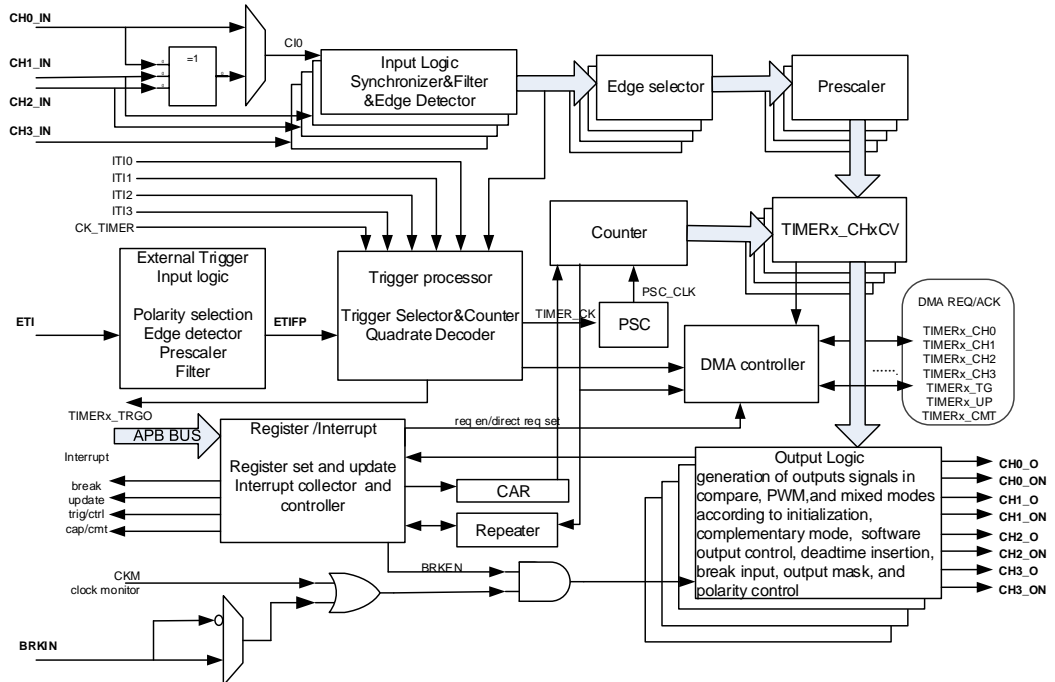 CH0_IN
CH1_IN
CH2_IN
CH3_IN
=1
CI0
Input Logic
Synchronizer&Filter
&Edge Detector
Edge selector
Prescaler
ITI0
ITI1
ITI2
ITI3
CK_TIMER
Counter
TIMERx_CHxCV
External Trigger
Input logic
Polarity selection
Edge detector
Prescaler
Filter
ETI
ETIFP
Trigger processor
Trigger Selector&Counter
Quadrate Decoder
TIMER_CK
PSC_CLK
PSC
DMA controller
DMA REQ/ACK
TIMERx_CH0
TIMERx_CH1
TIMERx_CH2
TIMERx_CH3
TIMERx_TG
TIMERx_UP
TIMERx_CMT
.......
TIMERx_TRGO
APB BUS
Interrupt
break
update
trig/ctrl
cap/cmt
Register /Interrupt
Register set and update
Interrupt collector and
controller
req en/direct req set
CAR
Repeater
BRKEN
Output Logic
generation of outputs signals in
compare, PWM,and mixed modes
according to initialization,
complementary mode, software
output control, deadtime insertion,
break input, output mask, and
polarity control
CH0_O
CH0_ON
CH1_O
CH1_ON
CH2_O
CH2_ON
CH3_O
CH3_ON
CKM
clock monitor
BRKIN